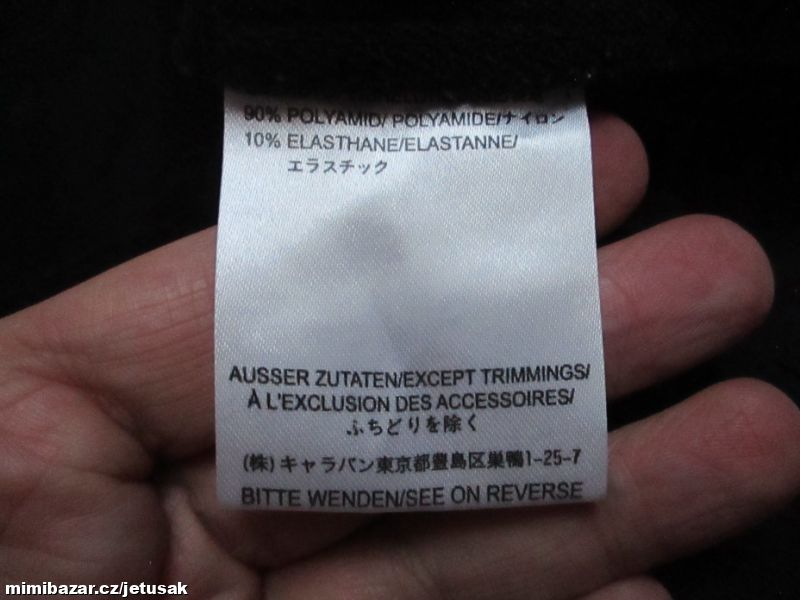 90% POLYAMID/ POLYAMIDE/ナイロン
10% ELASTHANE/ELASTANNE/
エラスチック
AUSSER ZUTATEN/EXCEPT TRIMMINGS/
À L'EXCLUSION DES ACCESSOIRES/
ふちどりを除く
(株)キャラバン東京都豊島区巣鴨1-25-7
BITTE WENDEN/SEE ON REVERSE
mimibazar.cz/jetusak